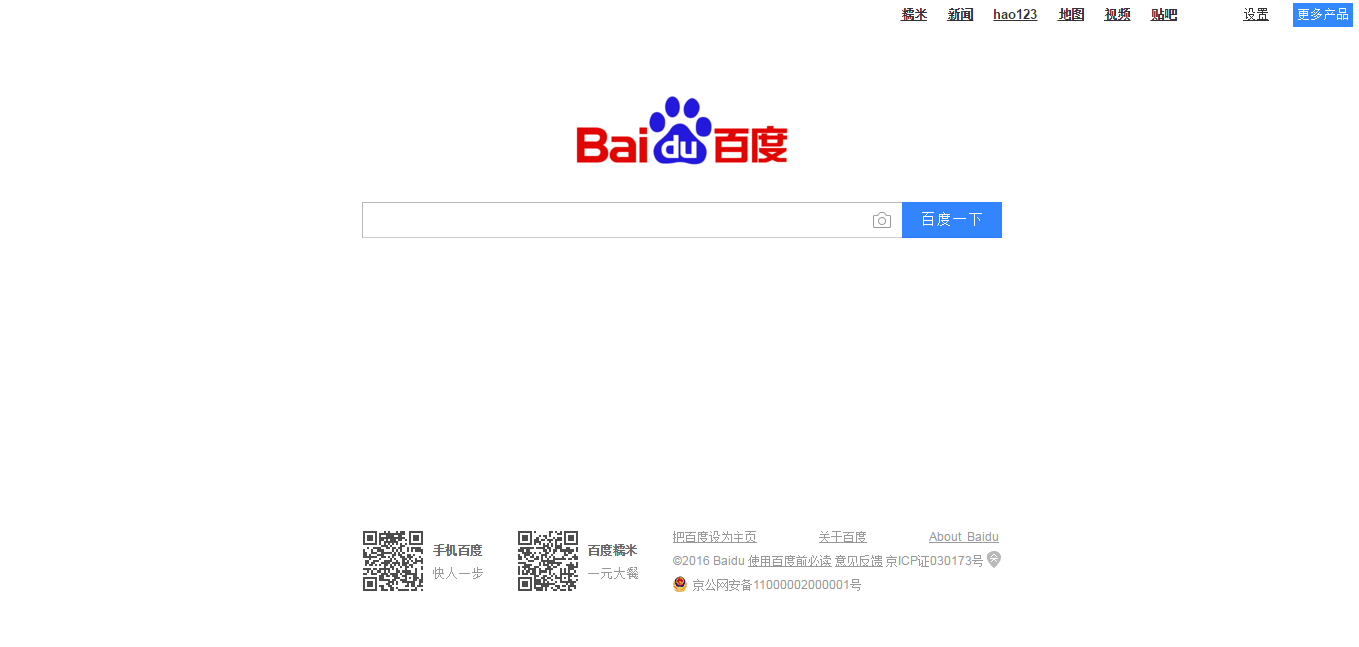 糯米 新闻 hao123 地图 视频 贴吧 设置 更多产品
Bai du 百度
百度一下
把百度设为主页 关于百度 About Baidu
手机百度 百度糯米
©2016 Baidu 使用百度前必读 意见反馈 京ICP证030173号
快人一步 一元大餐
京公网安备11000002000001号